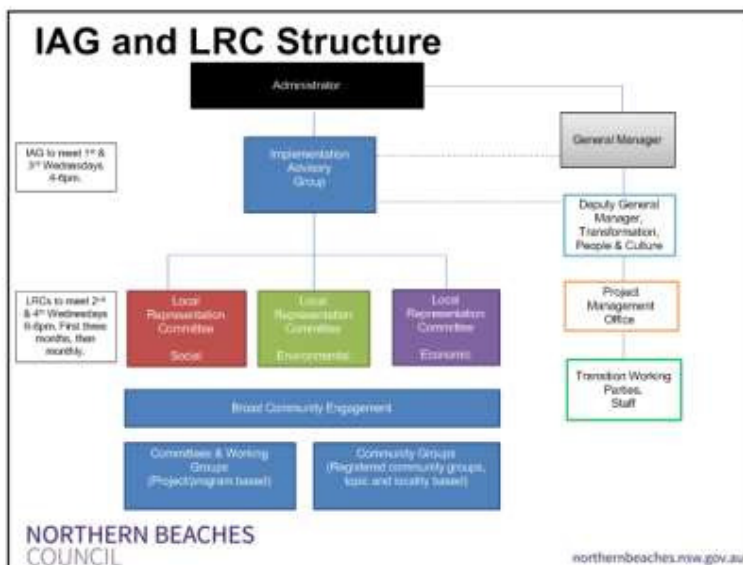 IAG and LRC Structure
Administrator
IAG to meet 1st &
3rd Wednesdays
4-6pm.
Implementation
Advisory
Group
General Manager
Deputy General
Manager,
Transformation,
People & Culture
LRCs to meet 2nd
& 4th Wednesdays
6-8pm. First three
months, then
monthly.
Local
Representation
Committee
Social
Local
Representation
Committee
Environmental
Local
Representation
Committee
Economic
Project
Management
Office
Transition Working
Parties,
Staff
Broad Community Engagement
Committees & Working
Groups
(Project/program based)
Community Groups
(Registered community groups,
topic and locality based)
NORTHERN BEACHES
COUNCIL
northernbeaches.nsw.gov.au